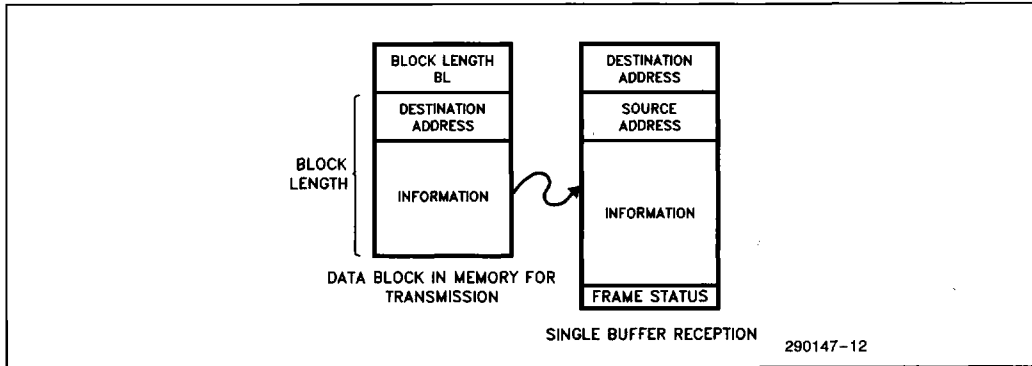 BLOCK LENGTH
BL
DESTINATION
ADDRESS
INFORMATION
BLOCK
LENGTH
DATA BLOCK IN MEMORY FOR
TRANSMISSION
DESTINATION
ADDRESS
SOURCE
ADDRESS
INFORMATION
FRAME STATUS
SINGLE BUFFER RECEPTION
290147-12